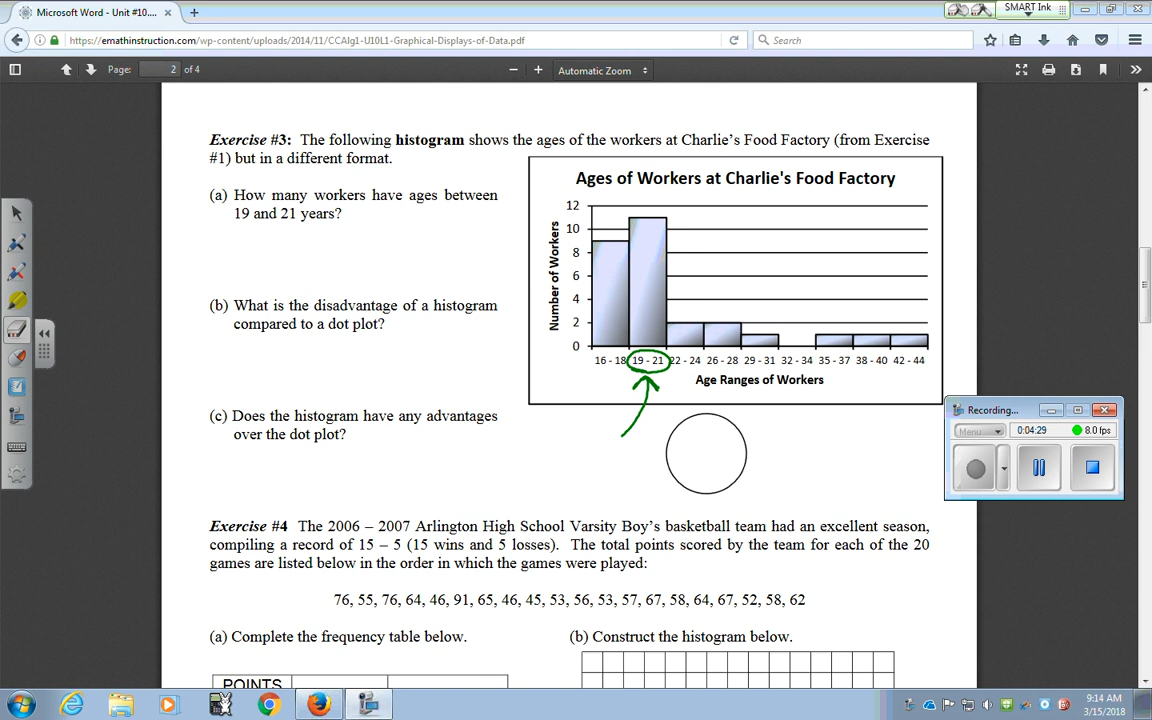 Microsoft Word - Unit #10....
SMART Ink
https://emathinstruction.com/wp-content/uploads/2014/11/CCAlg1-U10L1-Graphical-Displays-of-Data.pdf
Search
Page: 2 of 4
Automatic Zoom
Exercise #3: The following histogram shows the ages of the workers at Charlie's Food Factory (from Exercise
#1) but in a different format.
(a) How many workers have ages between
19 and 21 years?
(b) What is the disadvantage of a histogram
compared to a dot plot?
(c) Does the histogram have any advantages
over the dot plot?
Ages of Workers at Charlie's Food Factory
Number of Workers
12
10
8
6
4
2
0
16 - 18 19 - 21 22 - 24 26 - 28 29 - 31 32 - 34 35 - 37 38 - 40 42 - 44
Age Ranges of Workers
Recording...
Menu
0:04:29
8.0 fps
Exercise #4 The 2006 – 2007 Arlington High School Varsity Boy's basketball team had an excellent season,
compiling a record of 15 – 5 (15 wins and 5 losses). The total points scored by the team for each of the 20
games are listed below in the order in which the games were played:
76, 55, 76, 64, 46, 91, 65, 46, 45, 53, 56, 53, 57, 67, 58, 64, 67, 52, 58, 62
(a) Complete the frequency table below.
(b) Construct the histogram below.
POINTS
9:14 AM
3/15/2018